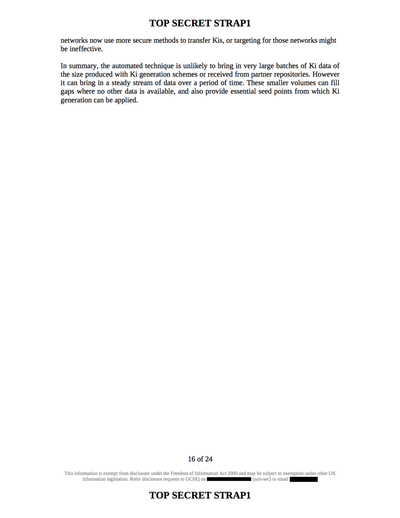 TOP SECRET STRAP1
networks now use more secure methods to transfer Kis, or targeting for those networks might
be ineffective.
In summary, the automated technique is unlikely to bring in very large batches of Ki data of
the size produced with Ki generation schemes or received from partner repositories. However
it can bring in a steady stream of data over a period of time. These smaller volumes can fill
gaps where no other data is available, and also provide essential seed points from which Ki
generation can be applied.
16 of 24
This information is exempt from disclosure under the Freedom of Information Act 2000 and may be subject to exemption under other UK
information legislation. Refer disclosure requests to GCHQ on (non-sec) or email
TOP SECRET STRAP1